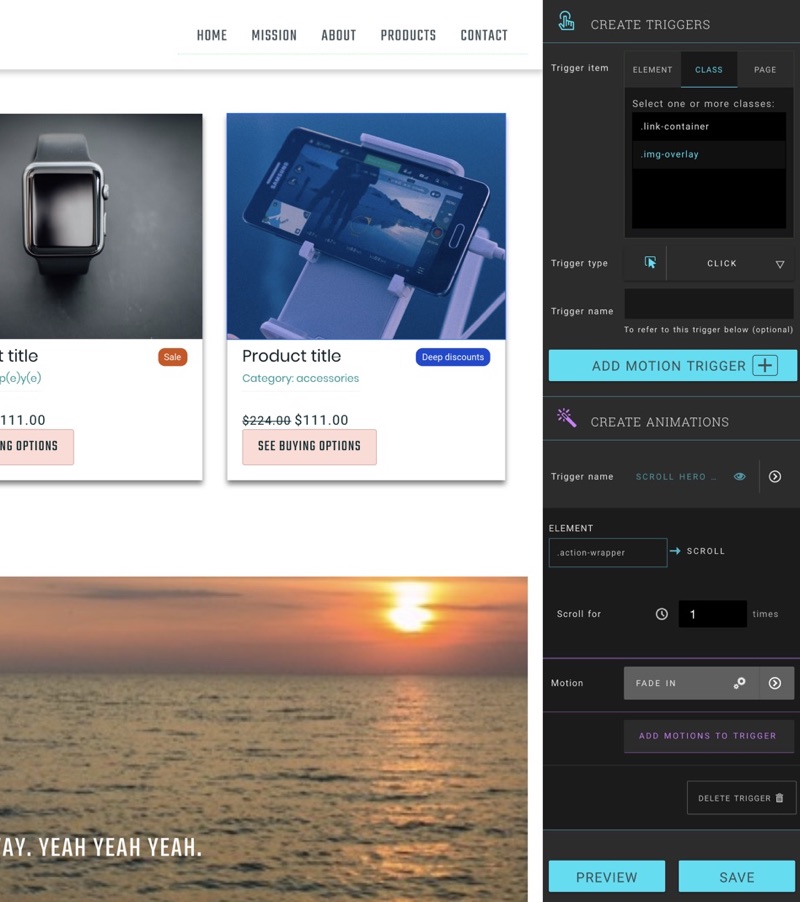 HOME MISSION ABOUT PRODUCTS CONTACT
SAMSUNG
t title
Sale
p(e)y(e)
111.00
NG OPTIONS
Product title
Deep discounts
Category: accessories
$224.00 $111.00
SEE BUYING OPTIONS
AY. YEAH YEAH YEAH.
CREATE TRIGGERS
Trigger item
ELEMENT CLASS PAGE
Select one or more classes:
.link-container
.img-overlay
Trigger type
CLICK
Trigger name
To refer to this trigger below (optional)
ADD MOTION TRIGGER
CREATE ANIMATIONS
Trigger name SCROLL HERO …
ELEMENT
.action-wrapper SCROLL
Scroll for 1 times
Motion FADE IN
ADD MOTIONS TO TRIGGER
DELETE TRIGGER
PREVIEW SAVE